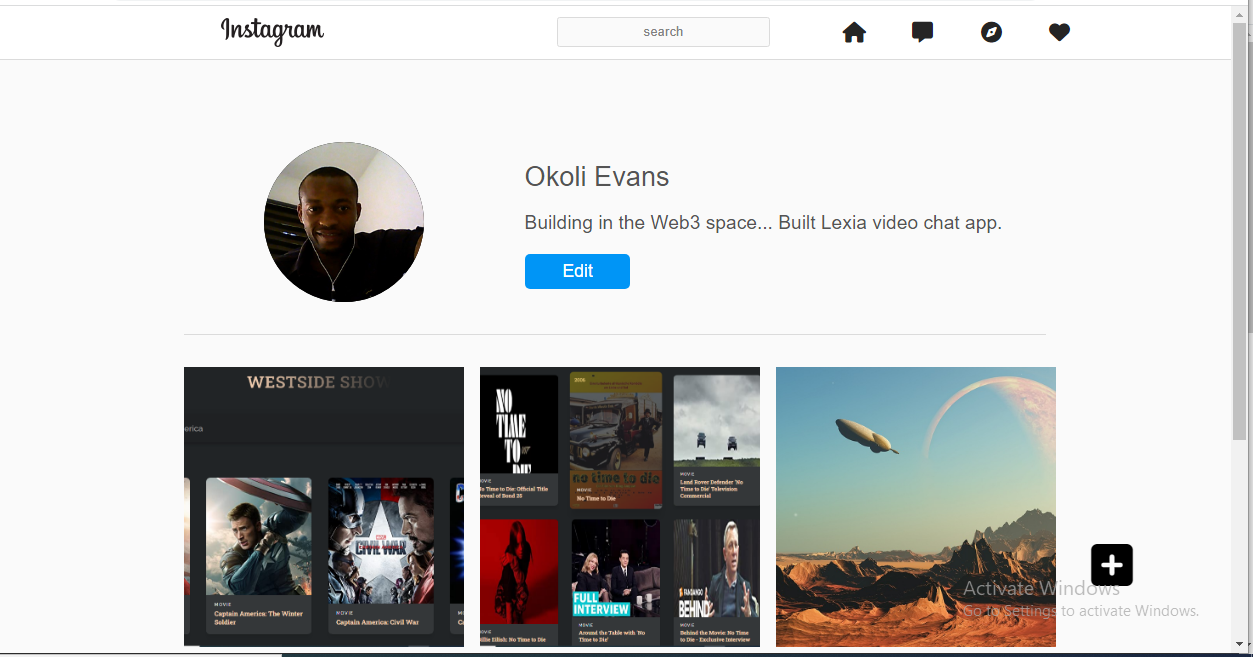 Instagram
search
Okoli Evans
Building in the Web3 space... Built Lexia video chat app.
Edit
WESTSIDE SHOW
erica
MOVIE
Captain America: The Winter
Soldier
MARVEL
CIVIL WAR
MOVIE
Captain America: Civil War
NO
TIME
TO
DIE
MOVIE
No Time to Die: Official Title
Reveal of Bond 25
2006
no time to die
MOVIE
No Time to Die
MOVIE
Land Rover Defender 'No
Time to Die' Television
Commercial
MOVIE
Billie Eilish: No Time to Die
FULL
INTERVIEW
MOVIE
Around the Table with 'No
Time to Die'
FANDANGO
BEHIND
MOVIE
Behind the Movie: No Time
to Die - Exclusive Interview
Activate Windows
Go to Settings to activate Windows.